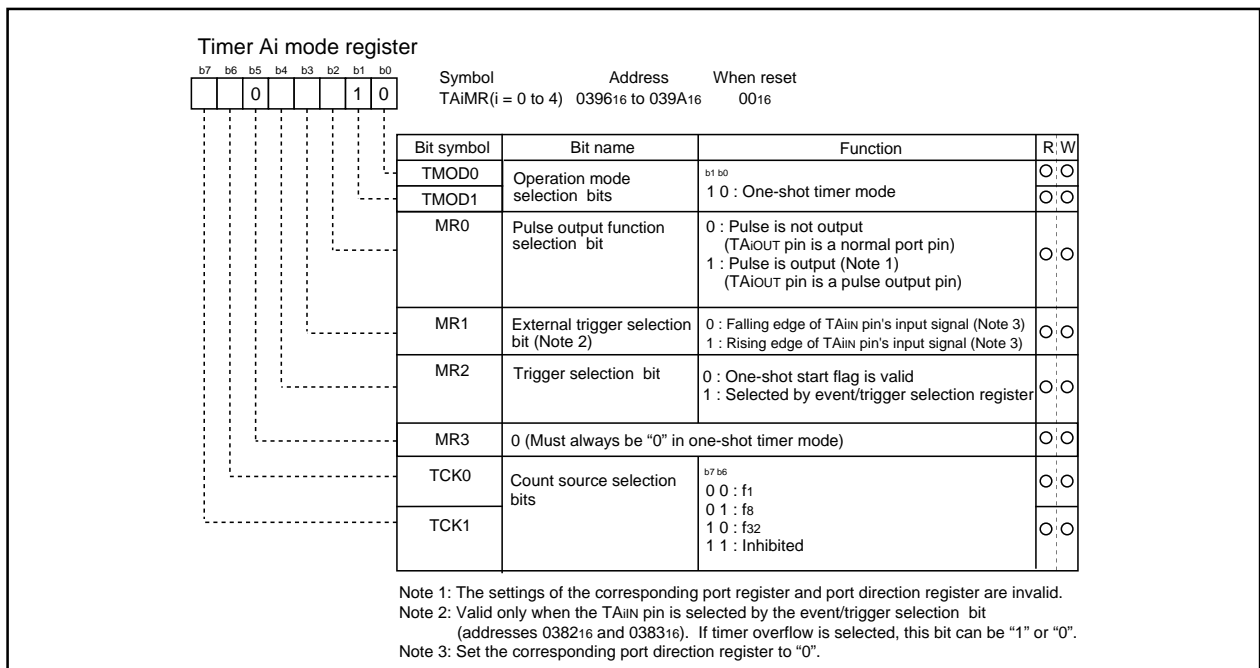 Timer Ai mode register
b7 b6 b5 b4 b3 b2 b1 b0
0 1 0
Symbol Address When reset
TAiMR(i = 0 to 4) 039616 to 039A16 0016
Bit symbol Bit name Function R W
TMOD0
TMOD1
Operation mode
selection bits
b1 b0
1 0 : One-shot timer mode
MR0
Pulse output function
selection bit
0 : Pulse is not output
(TAiOUT pin is a normal port pin)
1 : Pulse is output (Note 1)
(TAiOUT pin is a pulse output pin)
MR1
External trigger selection
bit (Note 2)
0 : Falling edge of TAiIN pin's input signal (Note 3)
1 : Rising edge of TAiIN pin's input signal (Note 3)
MR2
Trigger selection bit
0 : One-shot start flag is valid
1 : Selected by event/trigger selection register
MR3
0 (Must always be “0” in one-shot timer mode)
TCK0
TCK1
Count source selection
bits
b7 b6
0 0 : f1
0 1 : f8
1 0 : f32
1 1 : Inhibited
Note 1: The settings of the corresponding port register and port direction register are invalid.
Note 2: Valid only when the TAiIN pin is selected by the event/trigger selection bit
(addresses 038216 and 038316). If timer overflow is selected, this bit can be “1” or “0”.
Note 3: Set the corresponding port direction register to “0”.